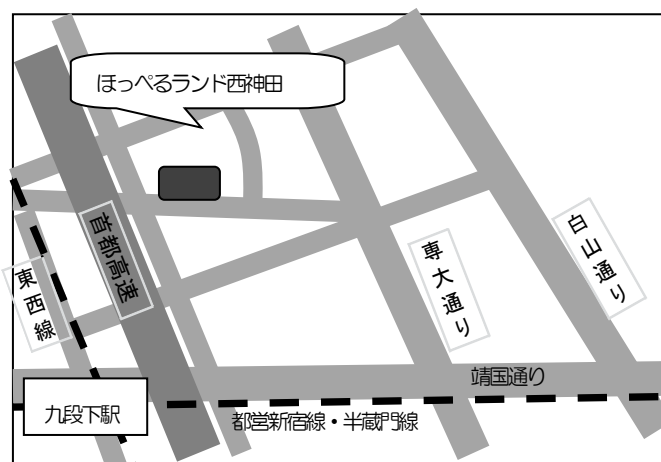 ほっぺるランド西神田
首都高速
東西線
専大通り
白山通り
靖国通り
九段下駅
都営新宿線・半蔵門線